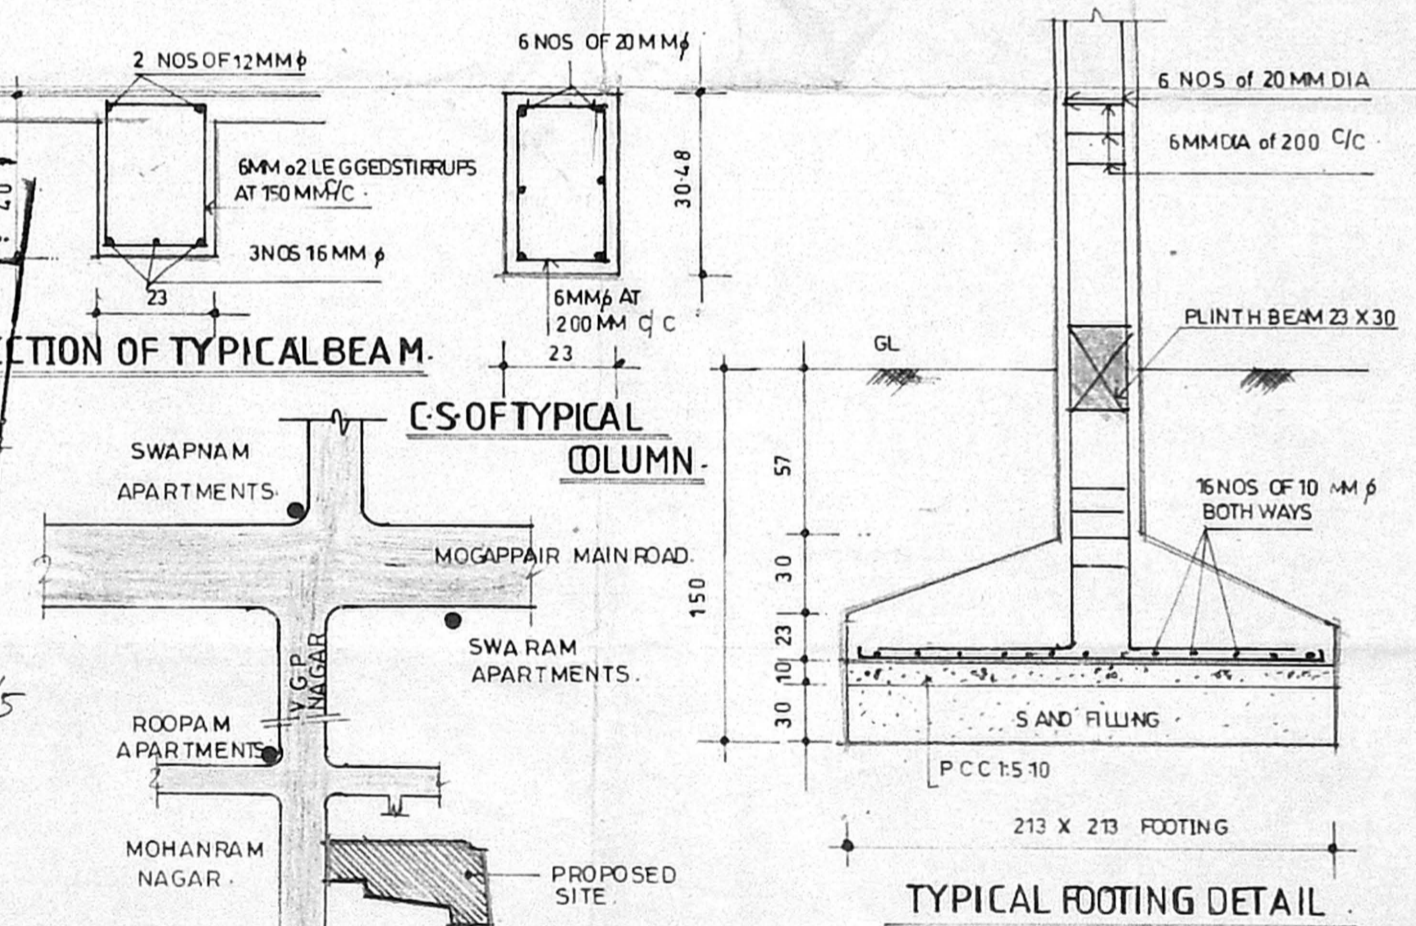 2 NOS OF 12MM ϕ
6MM o2 LEGGED STIRRUPS
AT 150 MM C/C .
3NOS 16 MM ϕ
23
40
CTION OF TYPICAL BEAM.
6 NOS OF 20 MM ϕ
30·48
6MM ϕ AT
200 MM C/C
23
C·S·OF TYPICAL
COLUMN.
SWAPNAM
APARTMENTS.
MOGAPPAIR MAIN ROAD.
SWARAM
APARTMENTS.
V.G.P.
NAGAR
ROOPAM
APARTMENTS
MOHANRAM
NAGAR.
PROPOSED
SITE.
6 NOS of 20 MM DIA
6MM DIA of 200 C/C
PLINTH BEAM 23 X 30
GL
16 NOS OF 10 MM ϕ
BOTH WAYS
57
30
23
10
30
150
SAND FILLING
PCC 1:5:10
213 X 213 FOOTING
TYPICAL FOOTING DETAIL